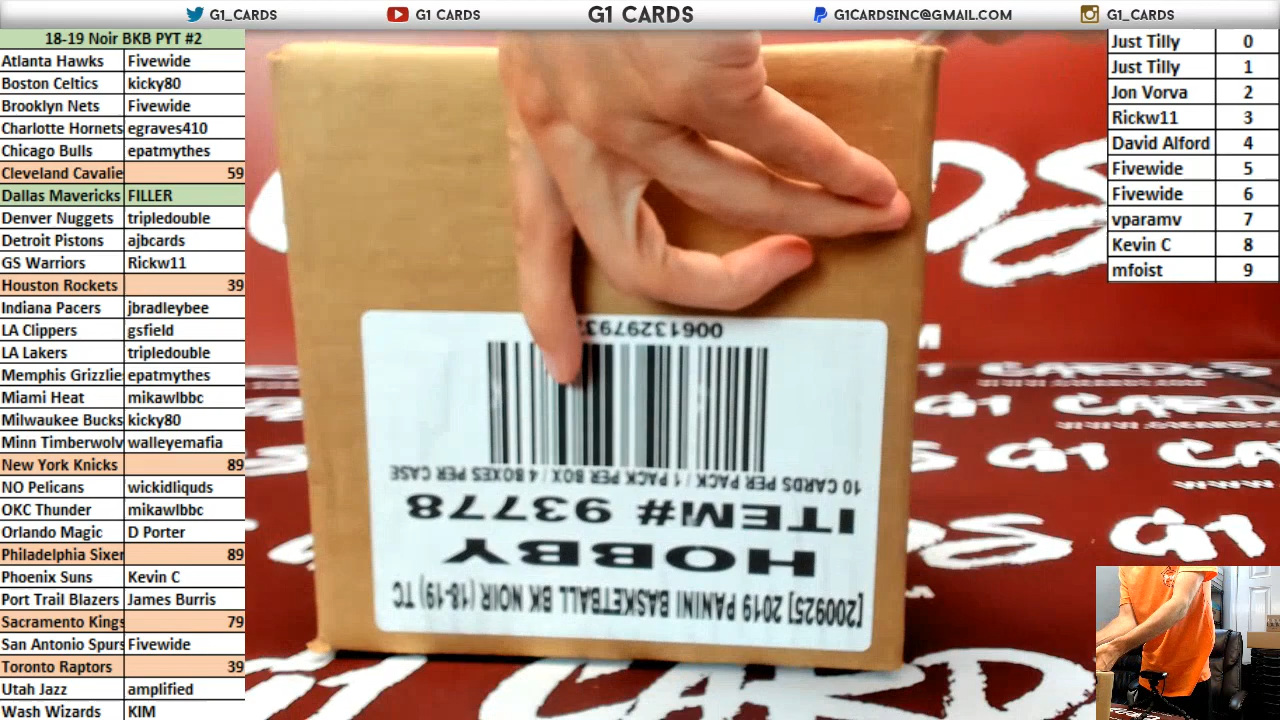 G1_CARDS
G1 CARDS
G1 CARDS
G1CARDSINC@GMAIL.COM
G1_CARDS
18-19 Noir BKB PYT #2
Atlanta Hawks Fivewide
Boston Celtics kicky80
Brooklyn Nets Fivewide
Charlotte Hornets egraves410
Chicago Bulls epatmythes
Cleveland Cavalie 59
Dallas Mavericks FILLER
Denver Nuggets tripledouble
Detroit Pistons ajbcards
GS Warriors Rickw11
Houston Rockets 39
Indiana Pacers jbradleybee
LA Clippers gsfield
LA Lakers tripledouble
Memphis Grizzlie epatmythes
Miami Heat mikawlbbc
Milwaukee Bucks kicky80
Minn Timberwolv walleyemafia
New York Knicks 89
NO Pelicans wickidliquds
OKC Thunder mikawlbbc
Orlando Magic D Porter
Philadelphia Sixer 89
Phoenix Suns Kevin C
Port Trail Blazers James Burris
Sacramento Kings 79
San Antonio Spurs Fivewide
Toronto Raptors 39
Utah Jazz amplified
Wash Wizards KIM
Just Tilly 0
Just Tilly 1
Jon Vorva 2
Rickw11 3
David Alford 4
Fivewide 5
Fivewide 6
vparamv 7
Kevin C 8
mfoist 9
[200925] 2019 PANINI BASKETBALL BK NOIR (18-19) TC
HOBBY
ITEM# 93778
10 CARDS PER PACK / 1 PACK PER BOX / 4 BOXES PER CASE
G1 CARDS
G1 CARDS
G1 CARD